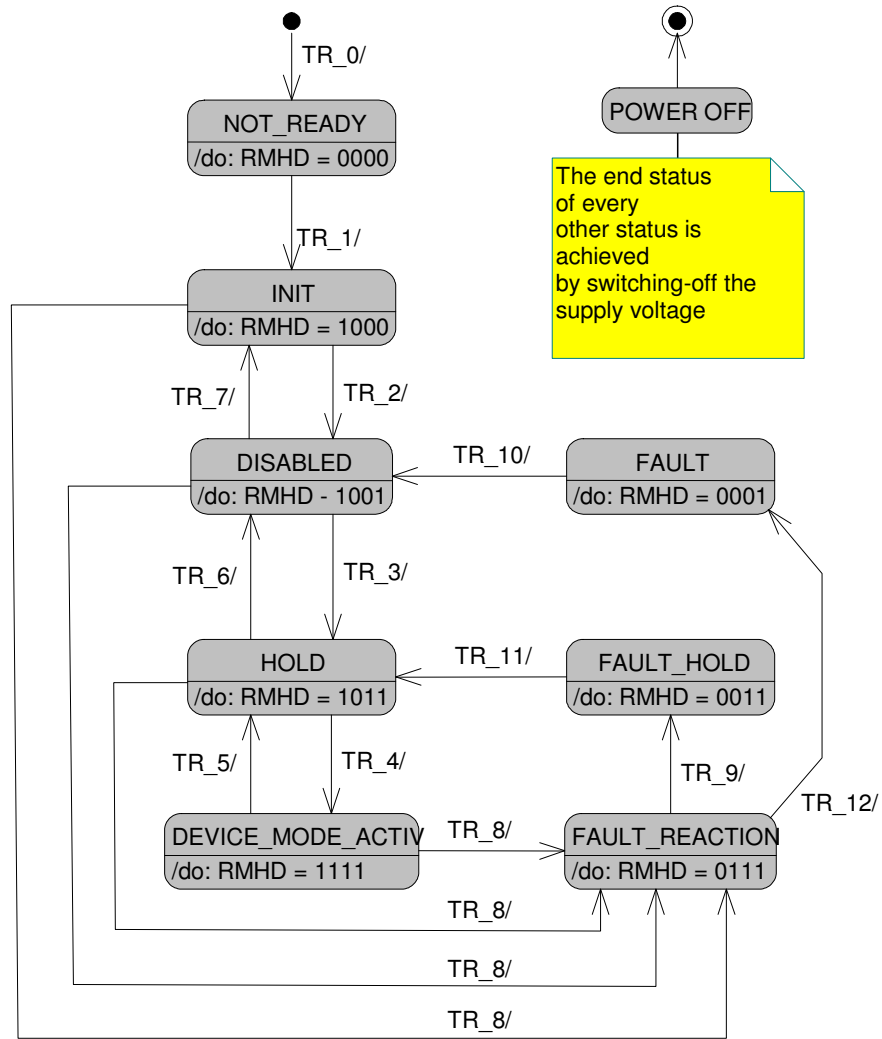 TR_0/
NOT_READY
/do: RMHD = 0000
POWER OFF
The end status
of every
other status is
achieved
by switching-off the
supply voltage
TR_1/
INIT
/do: RMHD = 1000
TR_7/
TR_2/
DISABLED
/do: RMHD - 1001
TR_10/
FAULT
/do: RMHD = 0001
TR_6/
TR_3/
HOLD
/do: RMHD = 1011
TR_11/
FAULT_HOLD
/do: RMHD = 0011
TR_5/
TR_4/
TR_9/
TR_12/
DEVICE_MODE_ACTIV
/do: RMHD = 1111
TR_8/
FAULT_REACTION
/do: RMHD = 0111
TR_8/
TR_8/
TR_8/